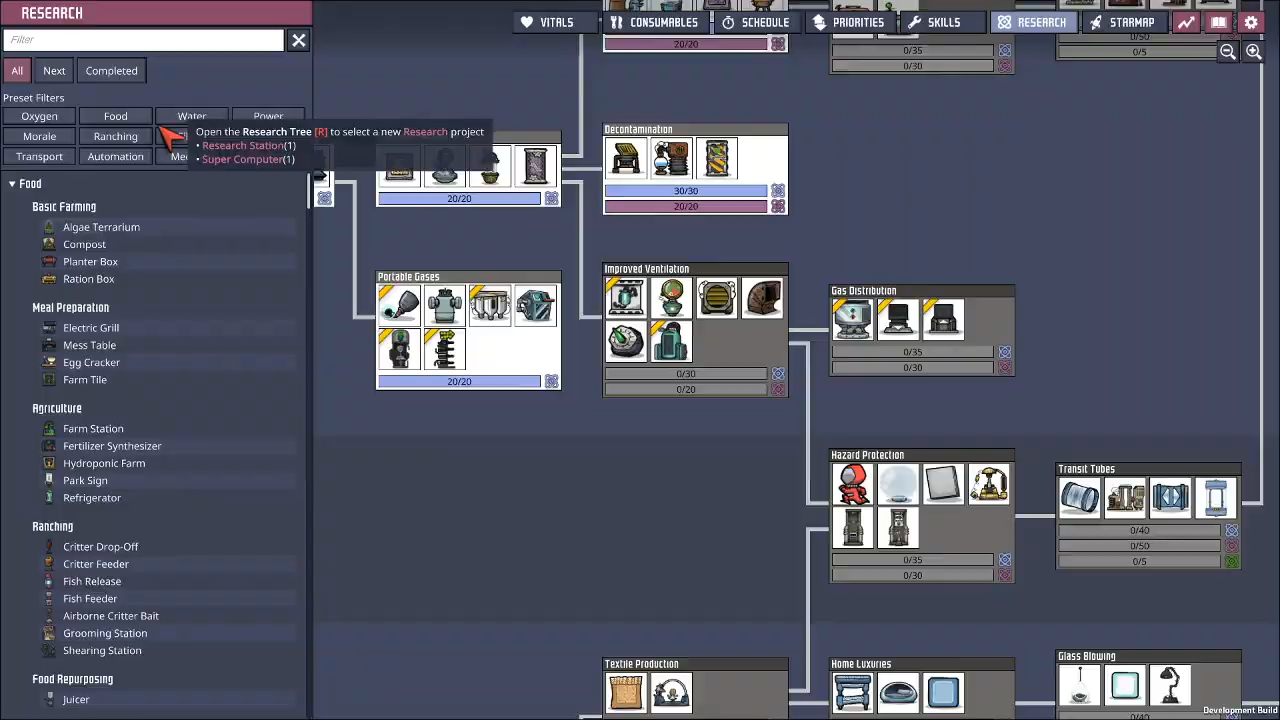 RESEARCH
VITALS
CONSUMABLES
SCHEDULE
PRIORITIES
SKILLS
RESEARCH
STARMAP
Filter
All
Next
Completed
Preset Filters
Oxygen
Food
Water
Power
Morale
Ranching
Transport
Automation
Open the Research Tree [R] to select a new Research project
• Research Station(1)
• Super Computer(1)
Food
Basic Farming
Algae Terrarium
Compost
Planter Box
Ration Box
Meal Preparation
Electric Grill
Mess Table
Egg Cracker
Farm Tile
Agriculture
Farm Station
Fertilizer Synthesizer
Hydroponic Farm
Park Sign
Refrigerator
Ranching
Critter Drop-Off
Critter Feeder
Fish Release
Fish Feeder
Airborne Critter Bait
Grooming Station
Shearing Station
Food Repurposing
Juicer
20/20
0/35
0/30
0/50
0/5
20/20
Decontamination
30/30
20/20
Portable Gases
20/20
Improved Ventilation
0/30
0/20
Gas Distribution
0/35
0/30
Hazard Protection
0/35
0/30
Transit Tubes
0/40
0/50
0/5
Textile Production
Home Luxuries
Glass Blowing
0/40
Development Build